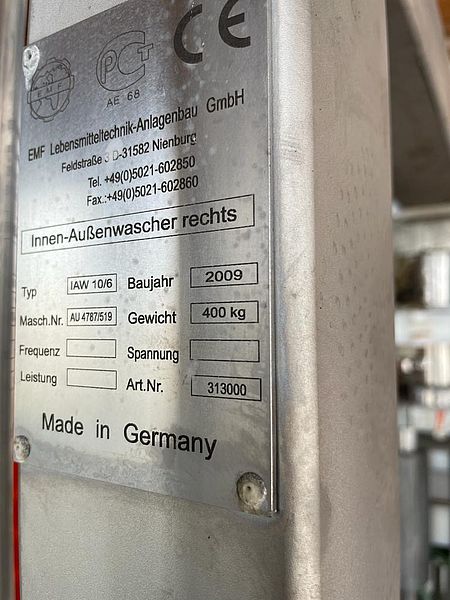 EMF
PC
T
AE 68
CE
EMF Lebensmitteltechnik-Anlagenbau GmbH
Feldstraße D-31582 Nienburg
Tel. +49(0)5021-602850
Fax.:+49(0)5021-602860
Innen-Außenwascher rechts
Typ IAW 10/6 Baujahr 2009
Masch.Nr. AU 4787/519 Gewicht 400 kg
Frequenz Spannung
Leistung Art.Nr. 313000
Made in Germany